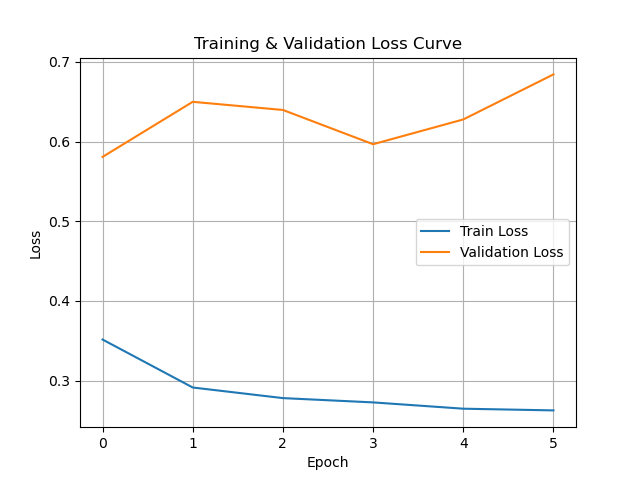 Training & Validation Loss Curve
0.7
0.6
0.5
0.4
0.3
Loss
Train Loss
Validation Loss
0 1 2 3 4 5
Epoch